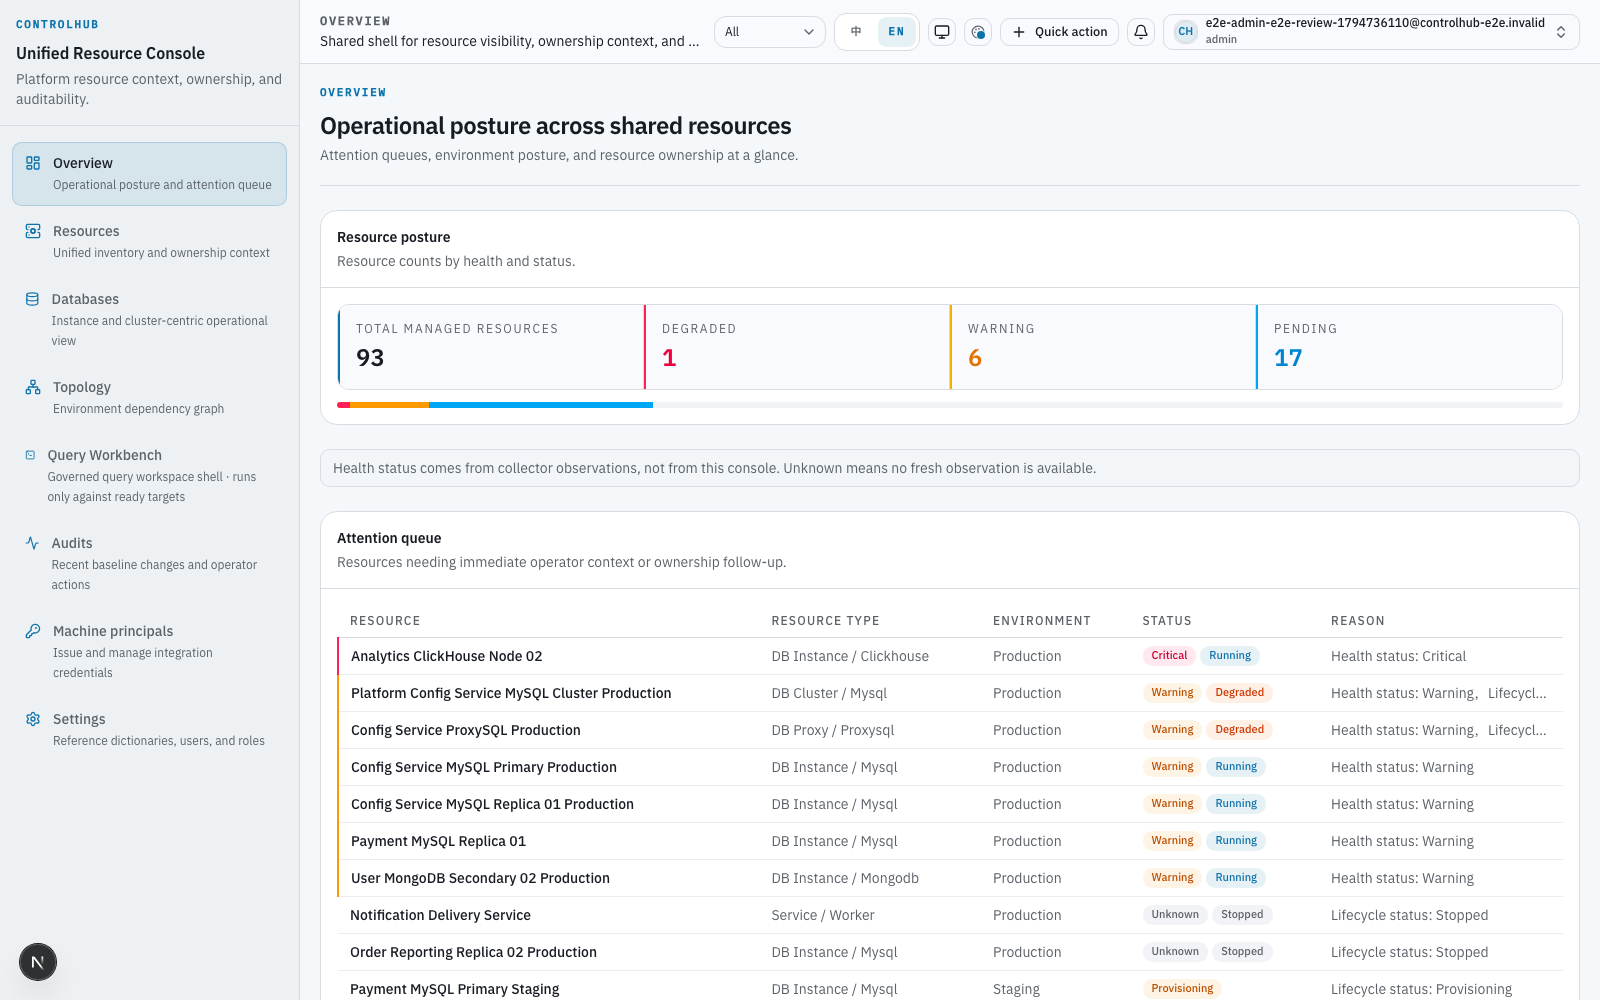 CONTROLHUB
Unified Resource Console
Platform resource context, ownership, and
auditability.
Overview
Operational posture and attention queue
Resources
Unified inventory and ownership context
Databases
Instance and cluster-centric operational
view
Topology
Environment dependency graph
Query Workbench
Governed query workspace shell · runs
only against ready targets
Audits
Recent baseline changes and operator
actions
Machine principals
Issue and manage integration
credentials
Settings
Reference dictionaries, users, and roles
N
OVERVIEW
Shared shell for resource visibility, ownership context, and ...
All
中 EN
Quick action
CH
e2e-admin-e2e-review-1794736110@controlhub-e2e.invalid
admin
OVERVIEW
Operational posture across shared resources
Attention queues, environment posture, and resource ownership at a glance.
Resource posture
Resource counts by health and status.
TOTAL MANAGED RESOURCES DEGRADED WARNING PENDING
93 1 6 17
Health status comes from collector observations, not from this console. Unknown means no fresh observation is available.
Attention queue
Resources needing immediate operator context or ownership follow-up.
RESOURCE RESOURCE TYPE ENVIRONMENT STATUS REASON
Analytics ClickHouse Node 02 DB Instance / Clickhouse Production Critical Running Health status: Critical
Platform Config Service MySQL Cluster Production DB Cluster / Mysql Production Warning Degraded Health status: Warning, Lifecycl...
Config Service ProxySQL Production DB Proxy / Proxysql Production Warning Degraded Health status: Warning, Lifecycl...
Config Service MySQL Primary Production DB Instance / Mysql Production Warning Running Health status: Warning
Config Service MySQL Replica 01 Production DB Instance / Mysql Production Warning Running Health status: Warning
Payment MySQL Replica 01 DB Instance / Mysql Production Warning Running Health status: Warning
User MongoDB Secondary 02 Production DB Instance / Mongodb Production Warning Running Health status: Warning
Notification Delivery Service Service / Worker Production Unknown Stopped Lifecycle status: Stopped
Order Reporting Replica 02 Production DB Instance / Mysql Production Unknown Stopped Lifecycle status: Stopped
Payment MySQL Primary Staging DB Instance / Mysql Staging Provisioning Lifecycle status: Provisioning